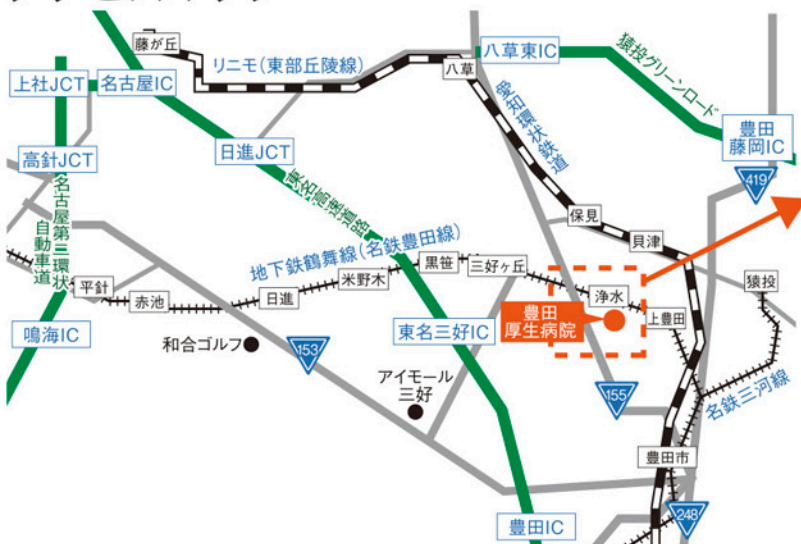 藤が丘
リニモ(東部丘陵線)
八草
八草東IC
猿投グリーンロード
上社JCT
名古屋IC
愛知環状鉄道
豊田
藤岡IC
高針JCT
日進JCT
419
名古屋第二環状
自動車道
東名高速道路
保見
貝津
地下鉄鶴舞線(名鉄豊田線)
黒笹
三好ヶ丘
猿投
平針
赤池
日進
米野木
浄水
上豊田
豊田
厚生病院
鳴海IC
和合ゴルフ
153
東名三好IC
アイモール
三好
155
名鉄三河線
豊田市
豊田IC
248